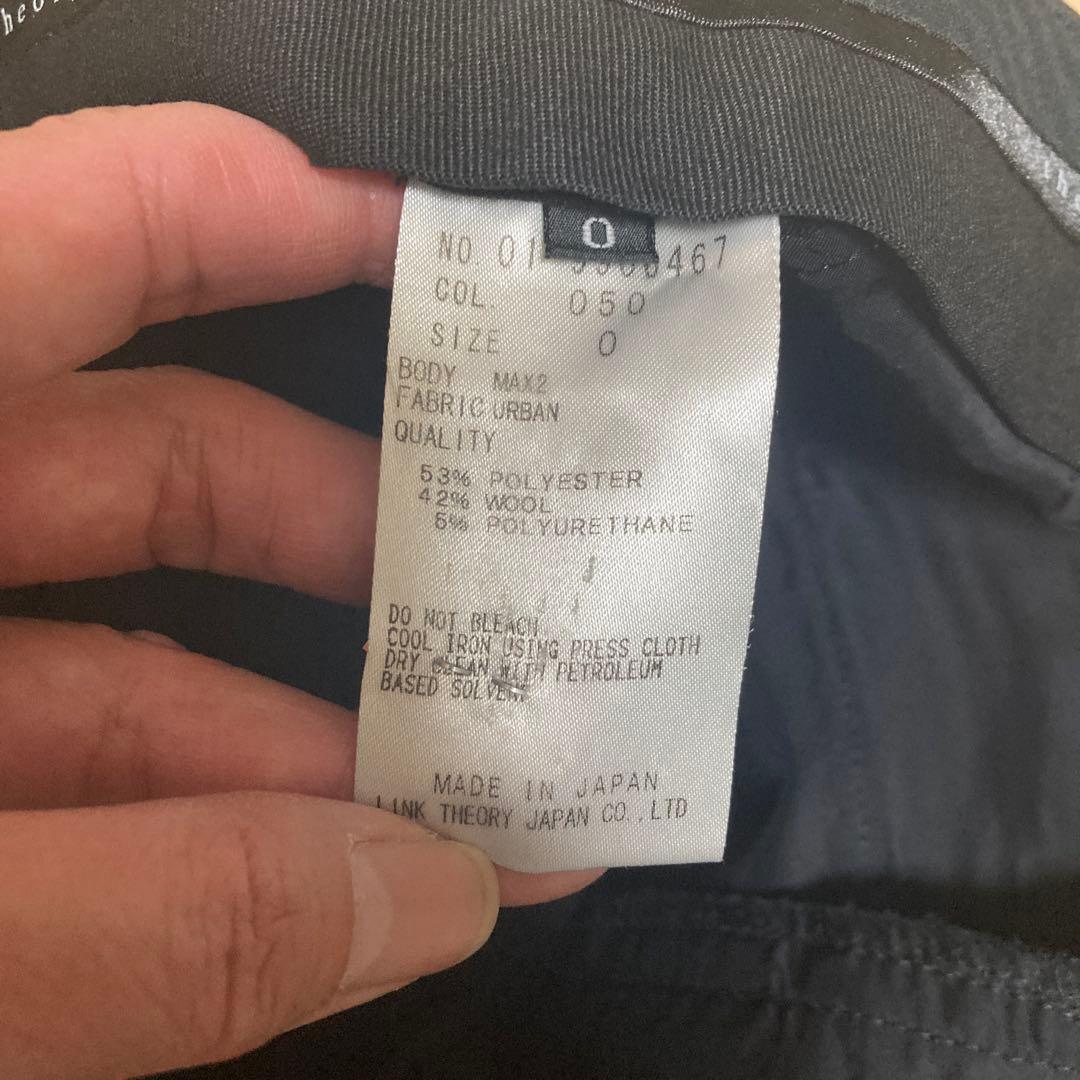 0
NO 01
467
COL. 050
SIZE 0
BODY MAX2
FABRIC URBAN
QUALITY
53% POLYESTER
42% WOOL
5% POLYURETHANE
DO NOT BLEACH
COOL IRON USING PRESS CLOTH
DRY CLEAN WITH PETROLEUM
BASED SOLVENT
MADE IN JAPAN
LINK THEORY JAPAN CO.,LTD